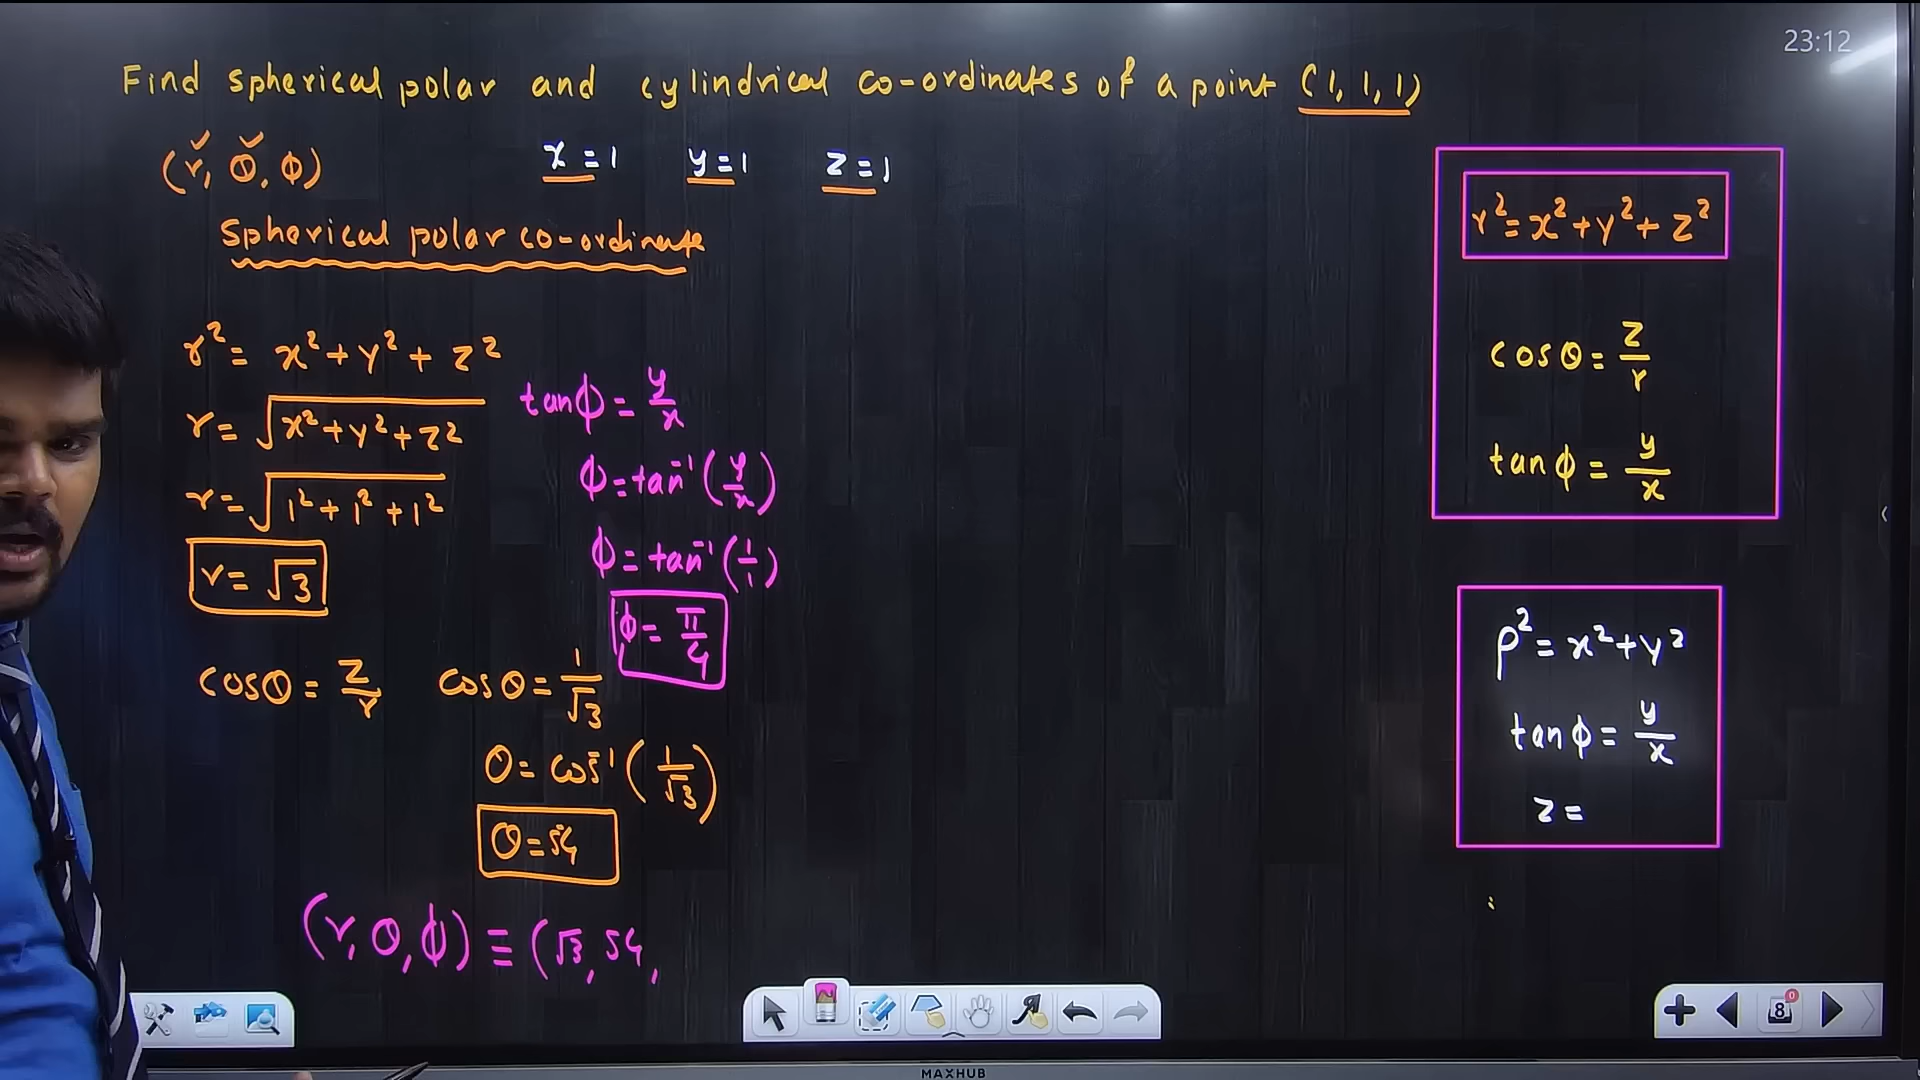 23:12
Find spherical polar and cylindrical co-ordinates of a point (1, 1, 1)
(r, θ, ϕ)
x = 1 y = 1 z = 1
Spherical polar co-ordinate
r² = x² + y² + z²
r = √x² + y² + z²
r = √1² + 1² + 1²
r = √3
cosθ = z/r cosθ = 1/√3
θ = cos⁻¹(1/√3)
θ = 54
tanϕ = y/x
ϕ = tan⁻¹(y/x)
ϕ = tan⁻¹(1/1)
ϕ = π/4
(r, θ, ϕ) ≡ (√3, 54,
r² = x² + y² + z²
cosθ = z/r
tanϕ = y/x
ρ² = x² + y²
tanϕ = y/x
z =
8
0
MAXHUB